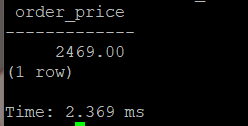 order_price
-------------
2469.00
(1 row)
Time: 2.369 ms